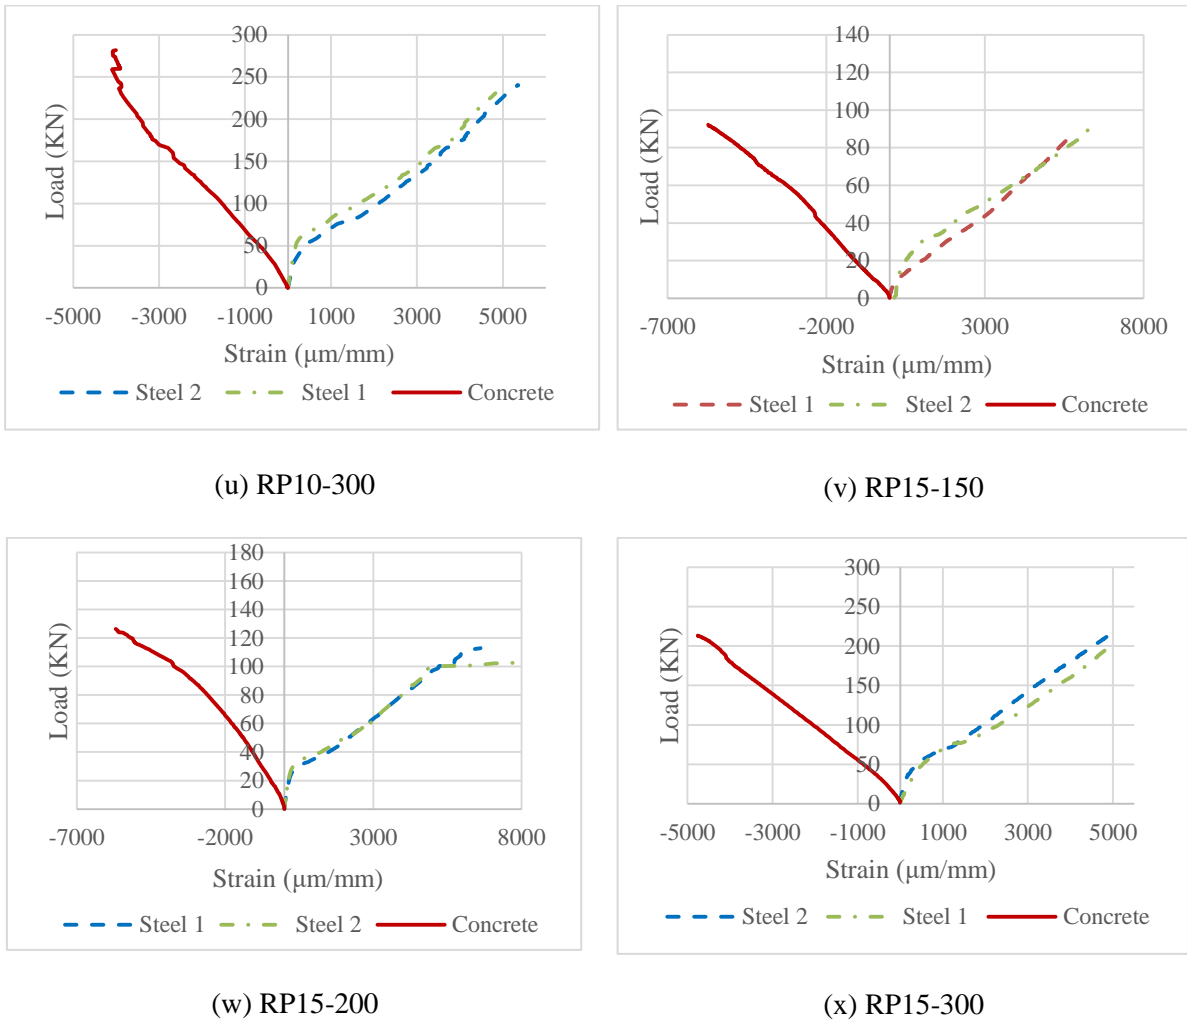 300
250
200
150
100
50
0
Load (KN)
-5000 -3000 -1000 1000 3000 5000
Strain (μm/mm)
Steel 2 Steel 1 Concrete
(u) RP10-300
140
120
100
80
60
40
20
0
Load (KN)
-7000 -2000 3000 8000
Strain (μm/mm)
Steel 1 Steel 2 Concrete
(v) RP15-150
180
160
140
120
100
80
60
40
20
0
Load (KN)
-7000 -2000 3000 8000
Strain (μm/mm)
Steel 1 Steel 2 Concrete
(w) RP15-200
300
250
200
150
100
50
0
Load (KN)
-5000 -3000 -1000 1000 3000 5000
Strain (μm/mm)
Steel 2 Steel 1 Concrete
(x) RP15-300